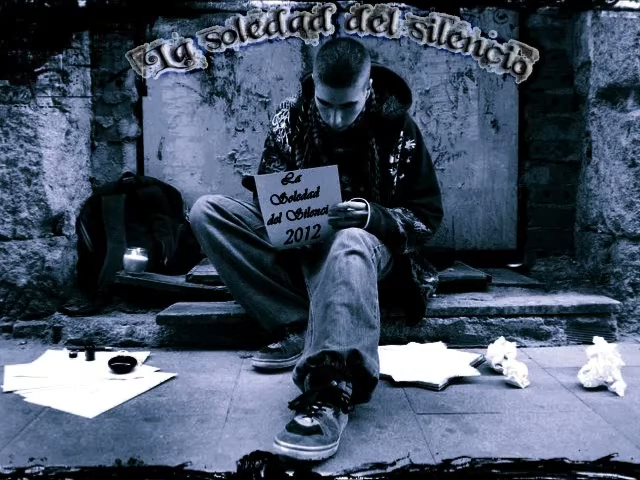 La soledad del silencio
La
Soledad
del Silenci
2012